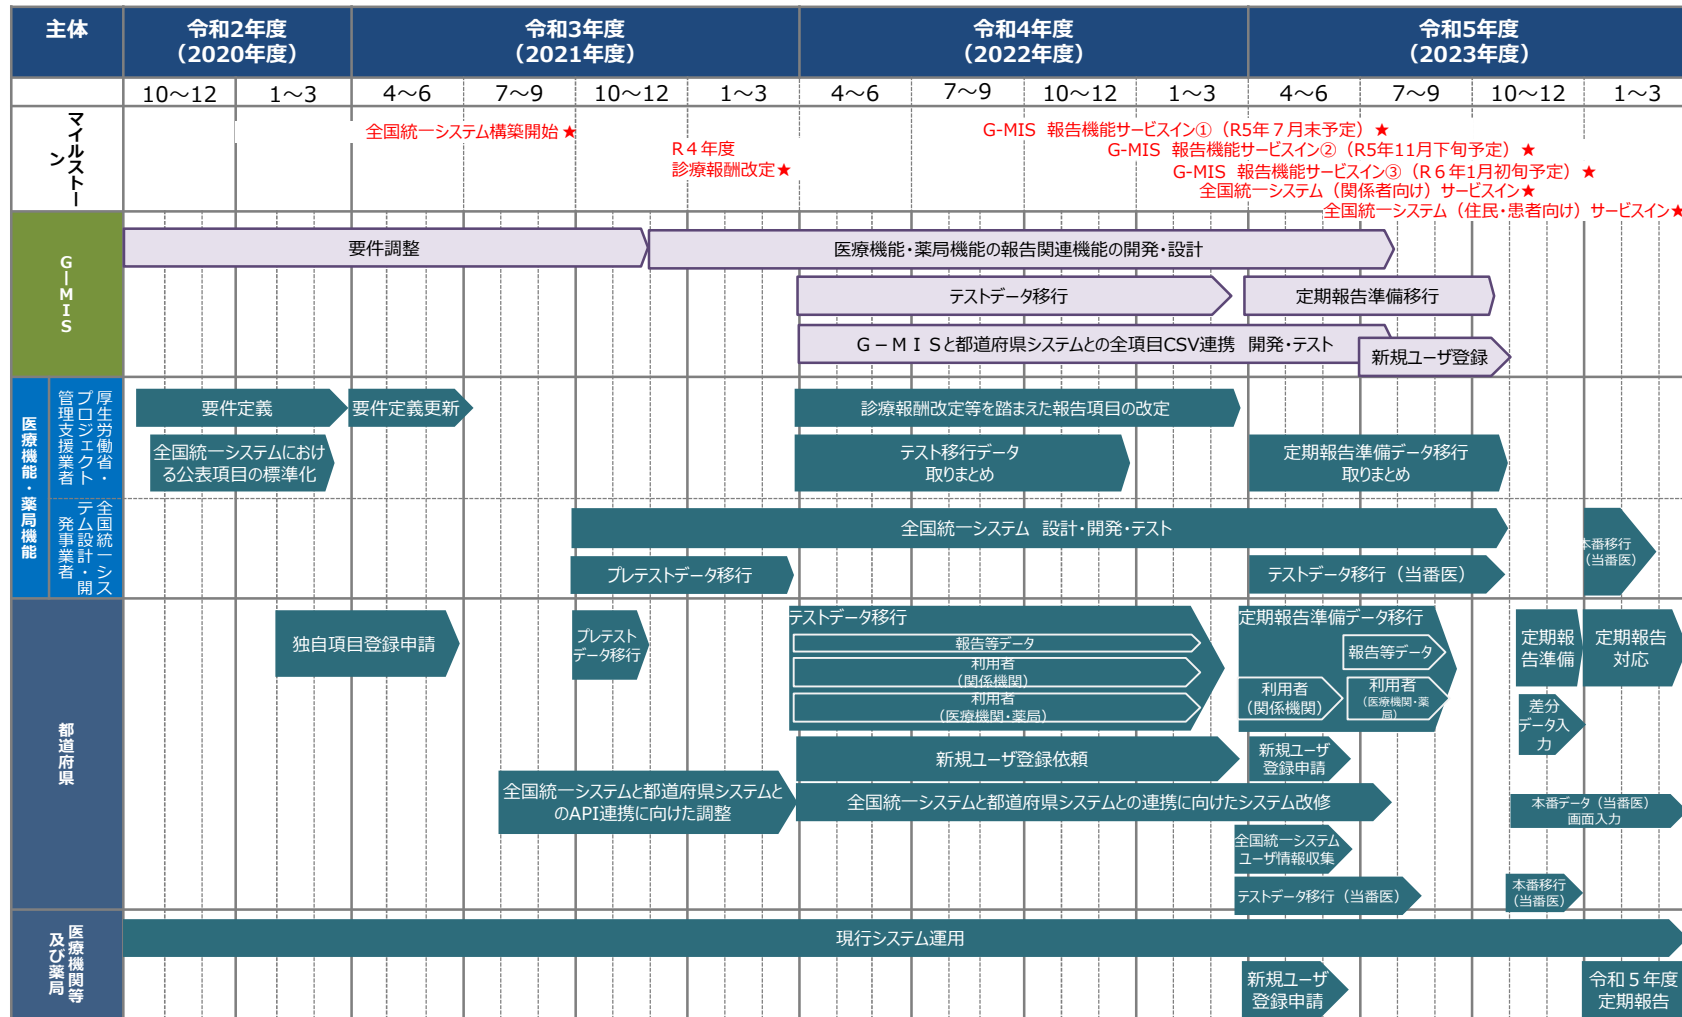 主体
令和2年度
（2020年度）
令和3年度
（2021年度）
令和4年度
（2022年度）
令和5年度
（2023年度）
10～12
1～3
4～6
7～9
10～12
1～3
4～6
7～9
10～12
1～3
4～6
7～9
10～12
1～3
マイルストーン
全国統一システム構築開始★
R４年度
診療報酬改定★
G-MIS 報告機能サービスイン①（R5年７月末予定）★
G-MIS 報告機能サービスイン②（R5年11月下旬予定）★
G-MIS 報告機能サービスイン③（R６年1月初旬予定）★
全国統一システム（関係者向け）サービスイン★
全国統一システム（住民・患者向け）サービスイン★
G－MIS
要件調整
医療機能・薬局機能の報告関連機能の開発・設計
テストデータ移行
定期報告準備移行
G－ＭＩＳと都道府県システムとの全項目CSV連携　開発・テスト
新規ユーザ登録
医療機能・薬局機能
厚生労働省・
プロジェクト
管理支援業者
要件定義
要件定義更新
診療報酬改定等を踏まえた報告項目の改定
全国統一システムにおけ
る公表項目の標準化
テスト移行データ
取りまとめ
定期報告準備データ移行
取りまとめ
全国統一シス
テム設計・開
発事業者
全国統一システム　設計・開発・テスト
本番移行
（当番医）
プレテストデータ移行
テストデータ移行（当番医）
都道府県
独自項目登録申請
プレテスト
データ移行
テストデータ移行
報告等データ
利用者
（関係機関）
利用者
（医療機関・薬局）
定期報告準備データ移行
報告等データ
利用者
（関係機関）
利用者
（医療機関・薬
局）
定期報
告準備
定期報告
対応
差分
データ入
力
新規ユーザ登録依頼
新規ユーザ
登録申請
全国統一システムと都道府県システムと
のAPI連携に向けた調整
全国統一システムと都道府県システムとの連携に向けたシステム改修
本番データ（当番医）
画面入力
全国統一システム
ユーザ情報収集
テストデータ移行（当番医）
本番移行
（当番医）
医療機関等
及び薬局
現行システム運用
新規ユーザ
登録申請
令和５年度
定期報告